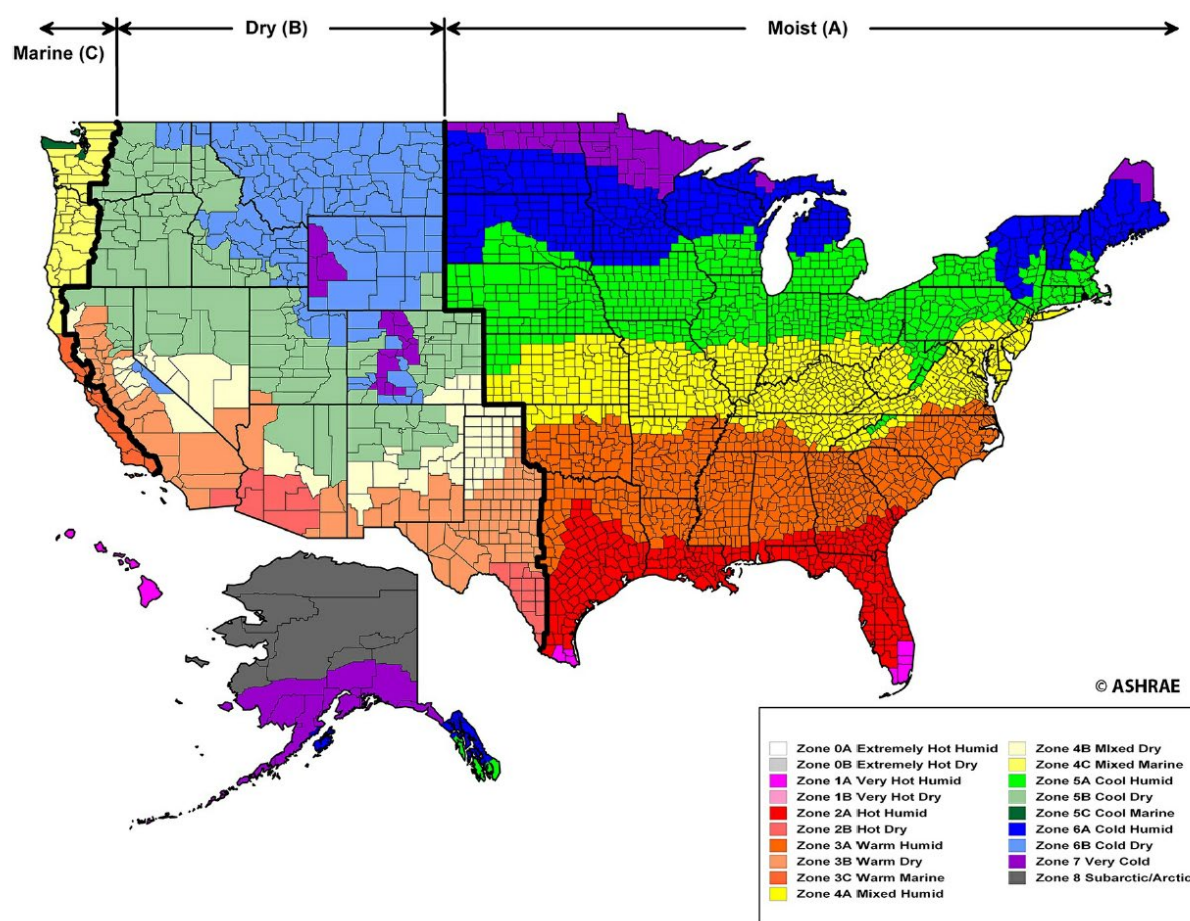 Dry (B)
Moist (A)
Marine (C)
© ASHRAE
Zone 0A Extremely Hot Humid
Zone 0B Extremely Hot Dry
Zone 1A Very Hot Humid
Zone 1B Very Hot Dry
Zone 2A Hot Humid
Zone 2B Hot Dry
Zone 3A Warm Humid
Zone 3B Warm Dry
Zone 3C Warm Marine
Zone 4A Mixed Humid
Zone 4B MIxed Dry
Zone 4C Mixed Marine
Zone 5A Cool Humid
Zone 5B Cool Dry
Zone 5C Cool Marine
Zone 6A Cold Humid
Zone 6B Cold Dry
Zone 7 Very Cold
Zone 8 Subarctic/Arctic